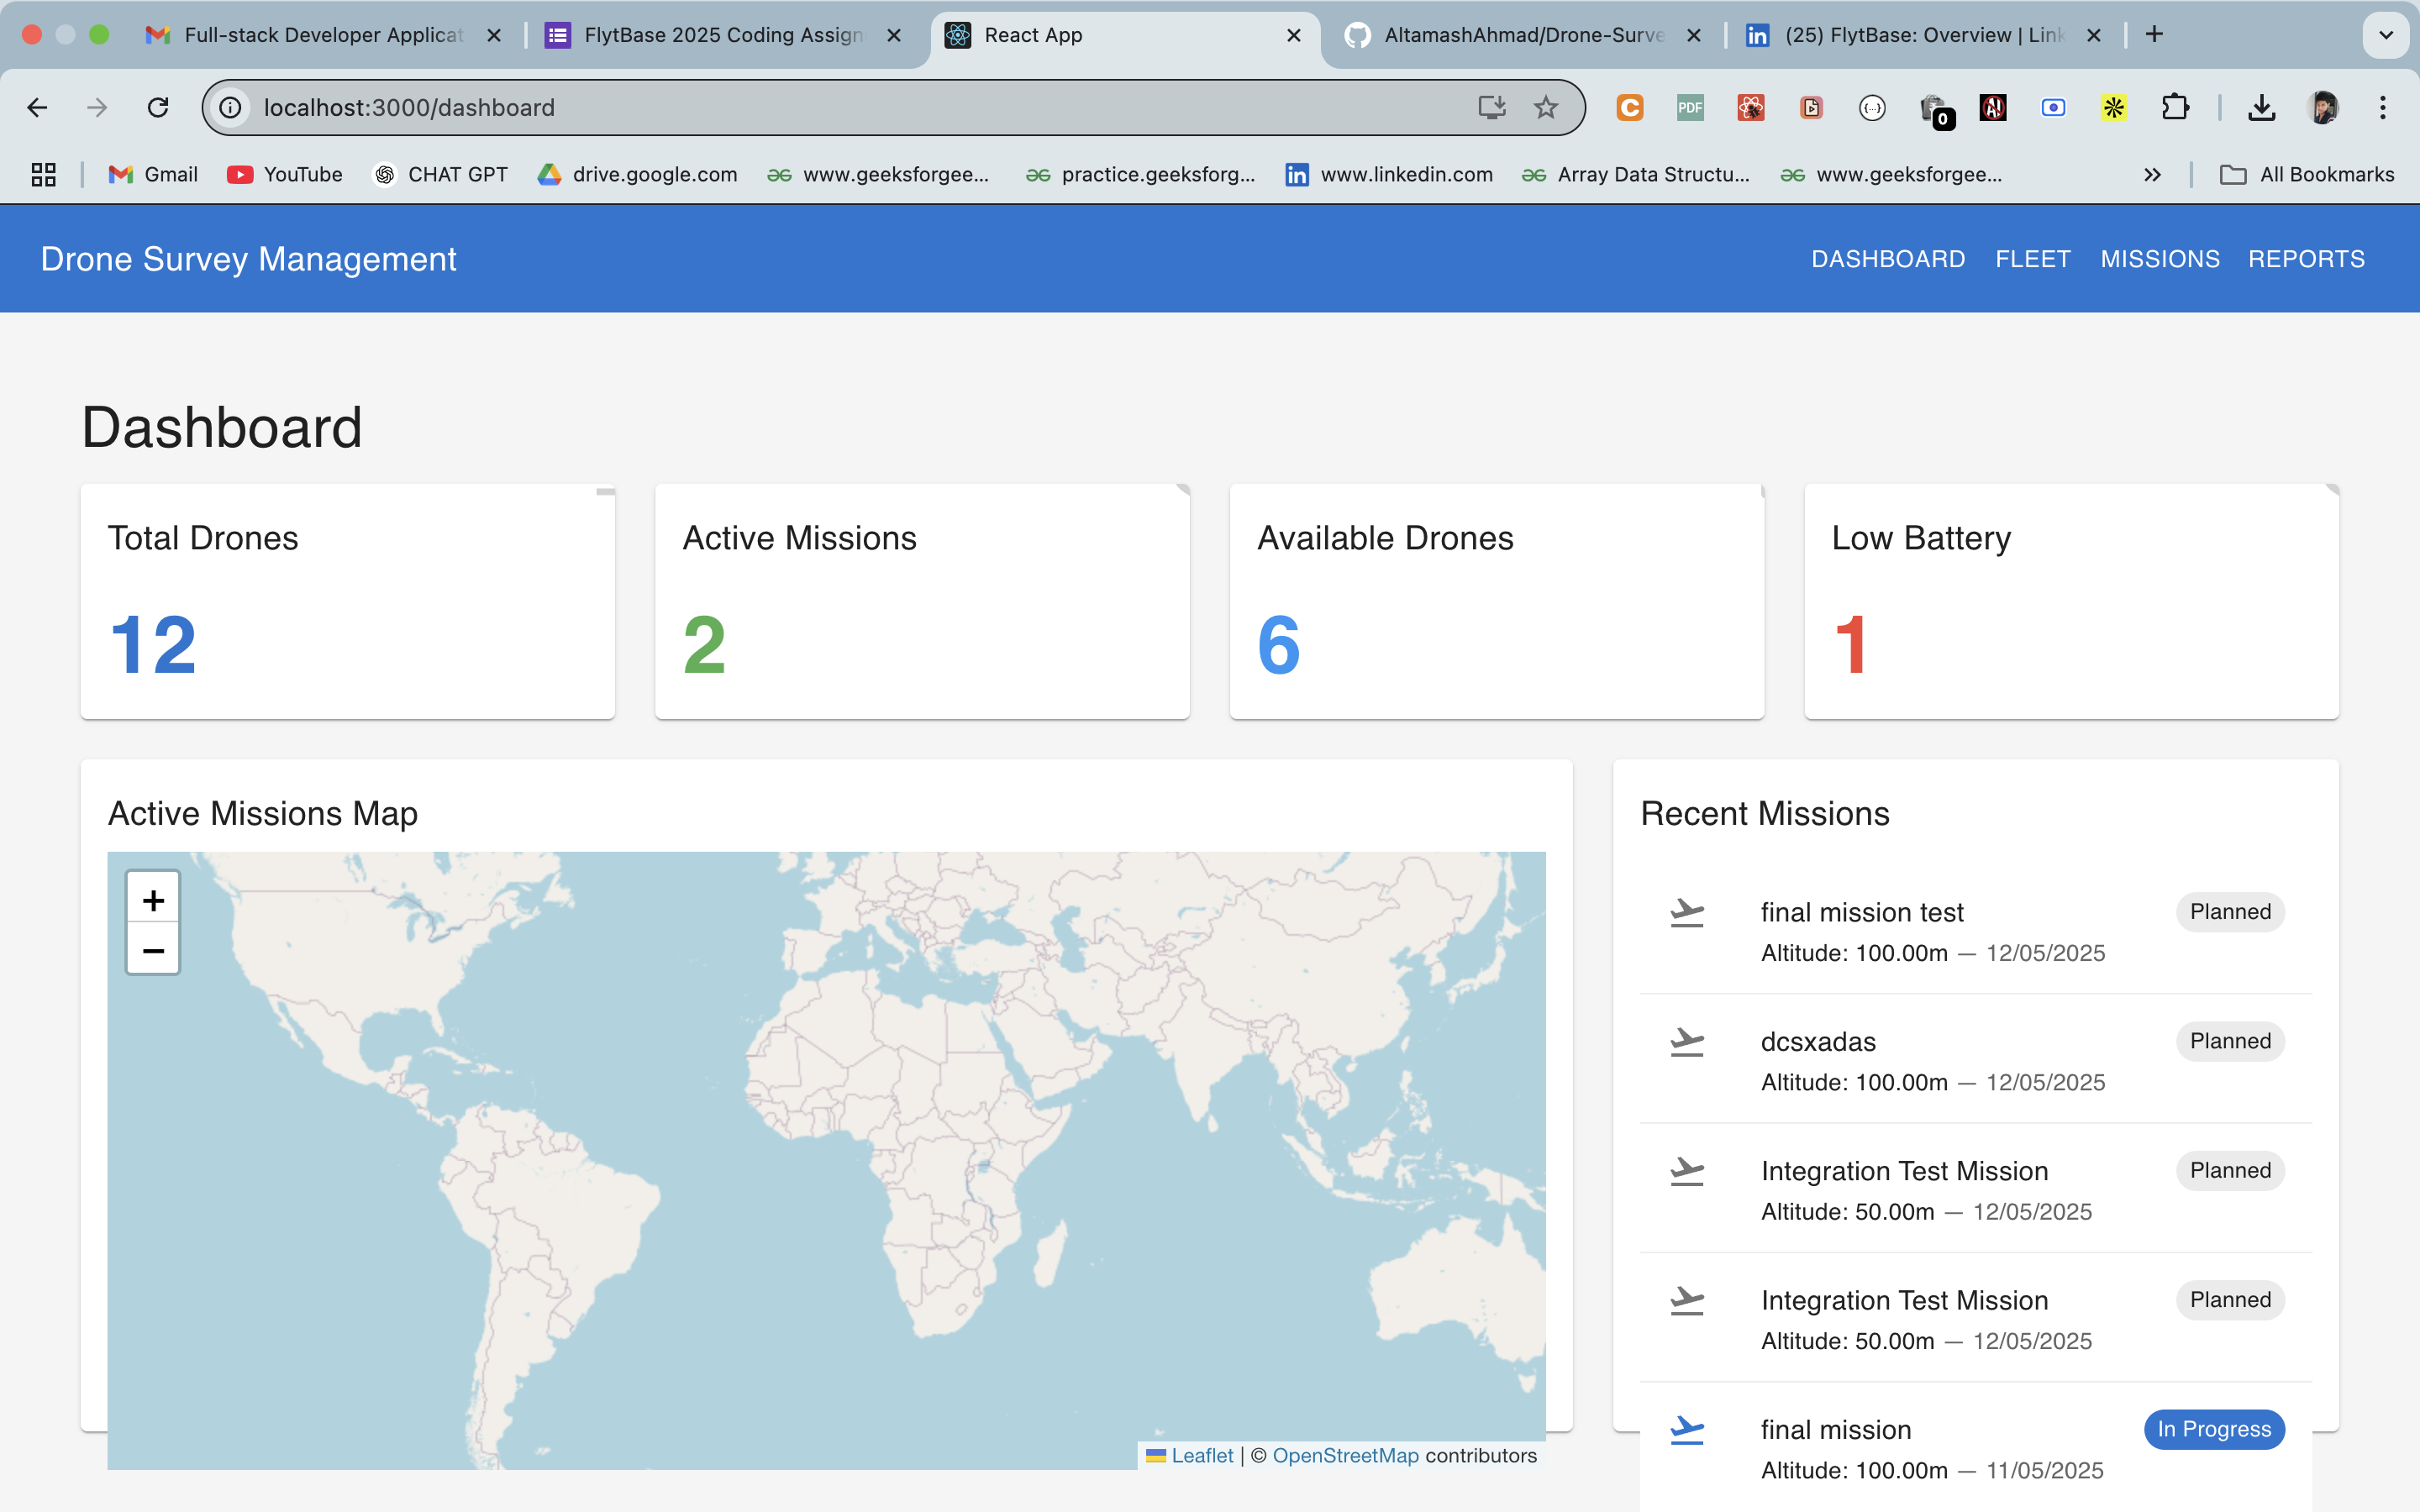 Full-stack Developer Applicat
FlytBase 2025 Coding Assign
React App
AltamashAhmad/Drone-Surve
(25) FlytBase: Overview | Link
localhost:3000/dashboard
PDF
0
Gmail
YouTube
CHAT GPT
drive.google.com
www.geeksforgee...
practice.geeksforg...
www.linkedin.com
Array Data Structu...
www.geeksforgee...
All Bookmarks
Drone Survey Management
DASHBOARD
FLEET
MISSIONS
REPORTS
Dashboard
Total Drones
12
Active Missions
2
Available Drones
6
Low Battery
1
Active Missions Map
+
−
Leaflet | © OpenStreetMap contributors
Recent Missions
final mission test
Planned
Altitude: 100.00m — 12/05/2025
dcsxadas
Planned
Altitude: 100.00m — 12/05/2025
Integration Test Mission
Planned
Altitude: 50.00m — 12/05/2025
Integration Test Mission
Planned
Altitude: 50.00m — 12/05/2025
final mission
In Progress
Altitude: 100.00m — 11/05/2025